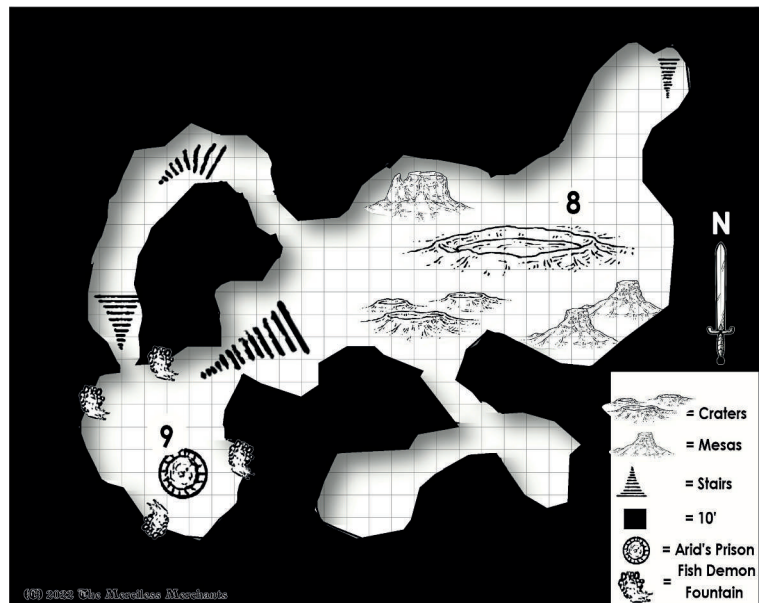 8
N
9
= Craters
= Mesas
= Stairs
= 10'
= Arid's Prison
= Fish Demon
Fountain
(C) 2022 The Merciless Merchants